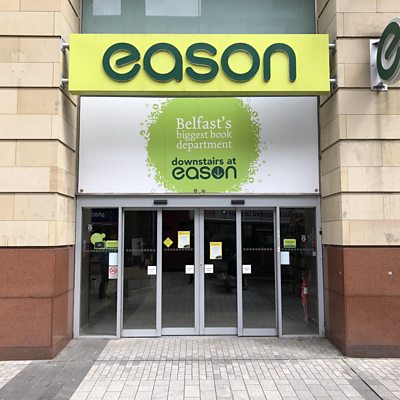 eason
Belfast's
biggest book
department
downstairs at
eason